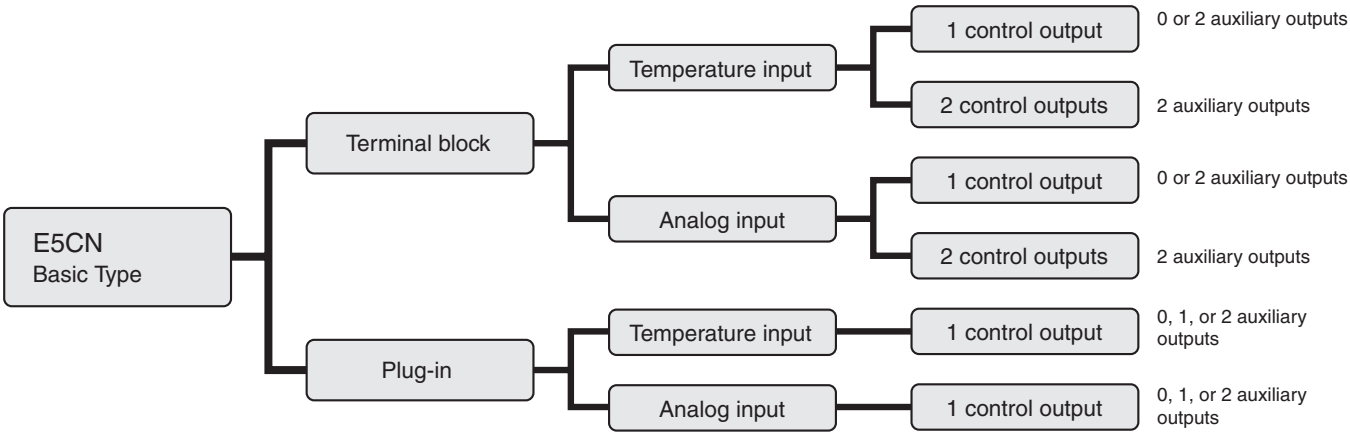 E5CN
Basic Type
Terminal block
Temperature input
1 control output
0 or 2 auxiliary outputs
2 control outputs
2 auxiliary outputs
Analog input
1 control output
0 or 2 auxiliary outputs
2 control outputs
2 auxiliary outputs
Plug-in
Temperature input
1 control output
0, 1, or 2 auxiliary
outputs
Analog input
1 control output
0, 1, or 2 auxiliary
outputs